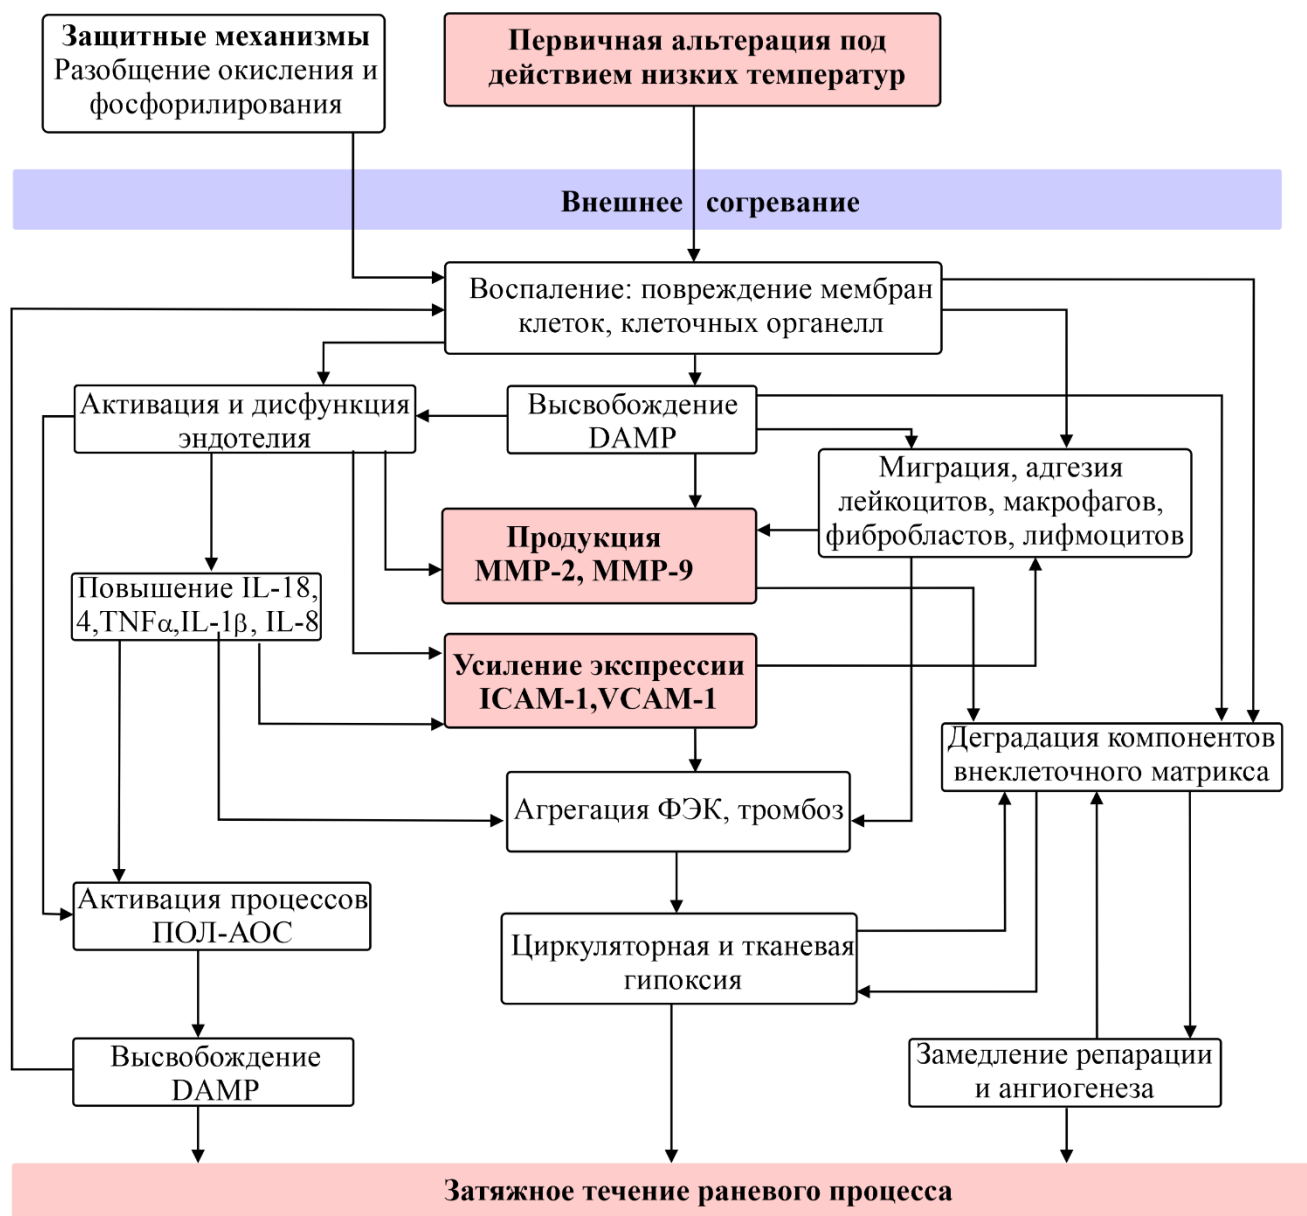 Защитные механизмы
Разобщение окисления и
фосфорилирования
Первичная альтерация под
действием низких температур
Внешнее согревание
Воспаление: повреждение мембран
клеток, клеточных органелл
Активация и дисфункция
эндотелия
Высвобождение
DAMP
Миграция, адгезия
лейкоцитов, макрофагов,
фибробластов, лифмоцитов
Продукция
MMP-2, MMP-9
Повышение IL-18,
4,TNFα,IL-1β, IL-8
Усиление экспрессии
ICAM-1,VCAM-1
Деградация компонентов
внеклеточного матрикса
Агрегация ФЭК, тромбоз
Активация процессов
ПОЛ-АОС
Циркуляторная и тканевая
гипоксия
Высвобождение
DAMP
Замедление репарации
и ангиогенеза
Затяжное течение раневого процесса